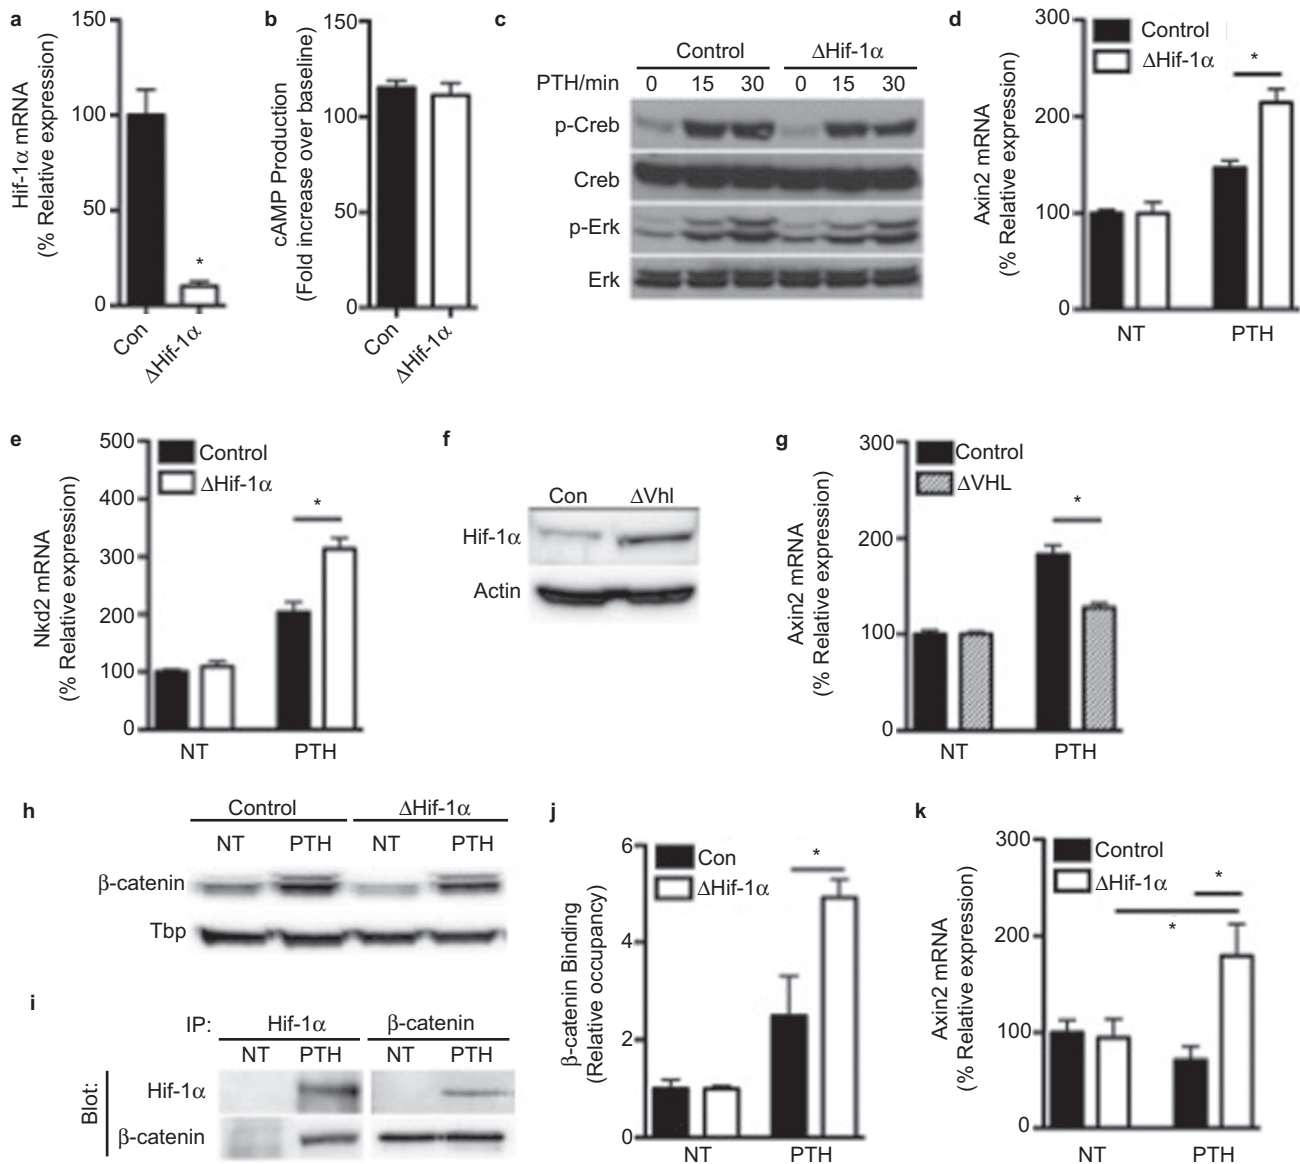 a
150
100
50
0
Hif-1α mRNA
(% Relative expression)
*
Con
ΔHif-1α
b
150
100
50
0
cAMP Production
(Fold increase over baseline)
Con
ΔHif-1α
c
Control ΔHif-1α
PTH/min 0 15 30 0 15 30
p-Creb
Creb
p-Erk
Erk
d
300
200
100
0
Axin2 mRNA
(% Relative expression)
Control
ΔHif-1α
*
NT PTH
e
500
400
300
200
100
0
Nkd2 mRNA
(% Relative expression)
Control
ΔHif-1α
*
NT PTH
f
Con ΔVhl
Hif-1α
Actin
g
300
200
100
0
Axin2 mRNA
(% Relative expression)
Control
ΔVHL
*
NT PTH
h
Control ΔHif-1α
NT PTH NT PTH
β-catenin
Tbp
i
IP: Hif-1α β-catenin
NT PTH NT PTH
Blot:
Hif-1α
β-catenin
j
6
4
2
0
β-catenin Binding
(Relative occupancy)
Con
ΔHif-1α
*
NT PTH
k
300
200
100
0
Axin2 mRNA
(% Relative expression)
Control
ΔHif-1α
*
*
NT PTH